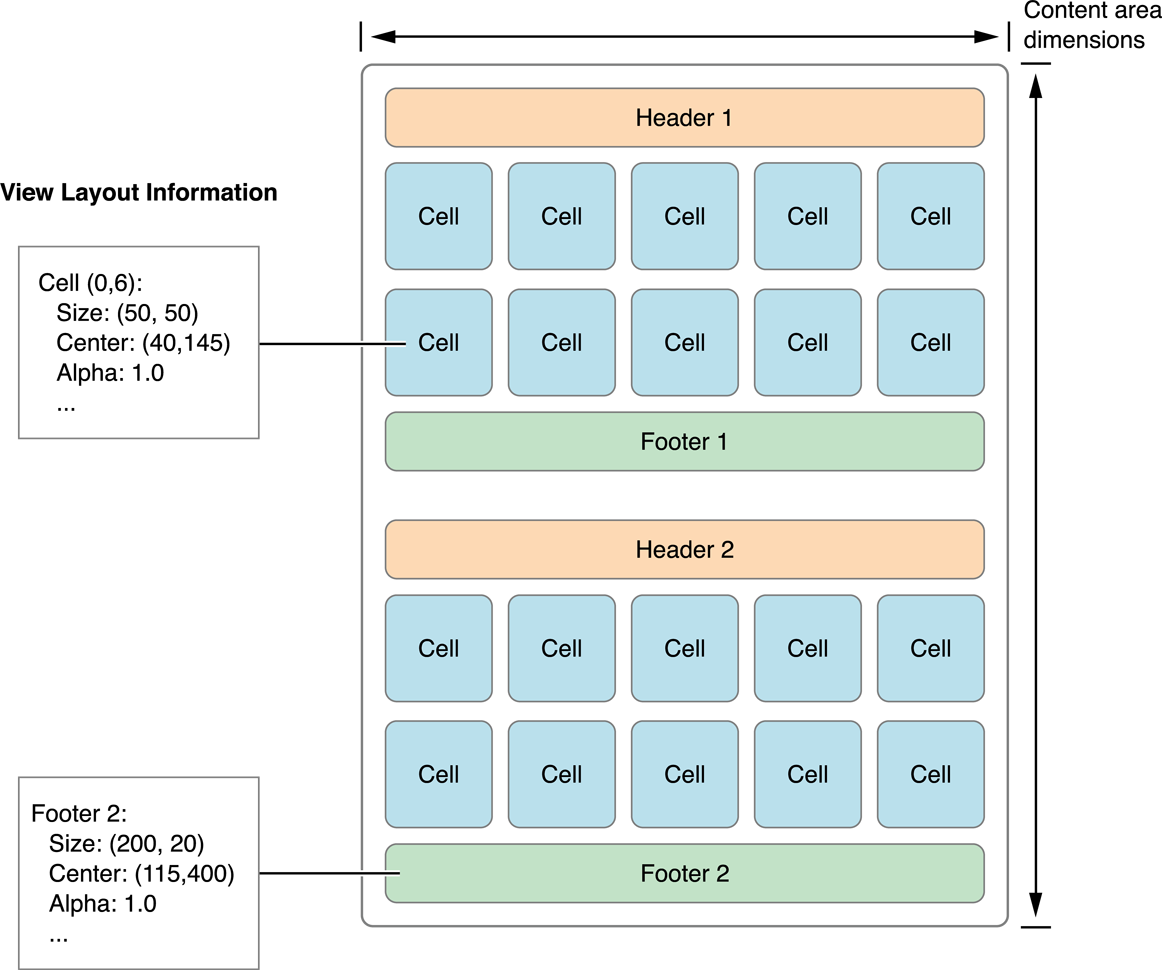 Content area
dimensions
Header 1
View Layout Information
Cell Cell Cell Cell Cell
Cell (0,6):
Size: (50, 50)
Center: (40,145)
Alpha: 1.0
...
Cell Cell Cell Cell Cell
Footer 1
Header 2
Cell Cell Cell Cell Cell
Cell Cell Cell Cell Cell
Footer 2:
Size: (200, 20)
Center: (115,400)
Alpha: 1.0
...
Footer 2